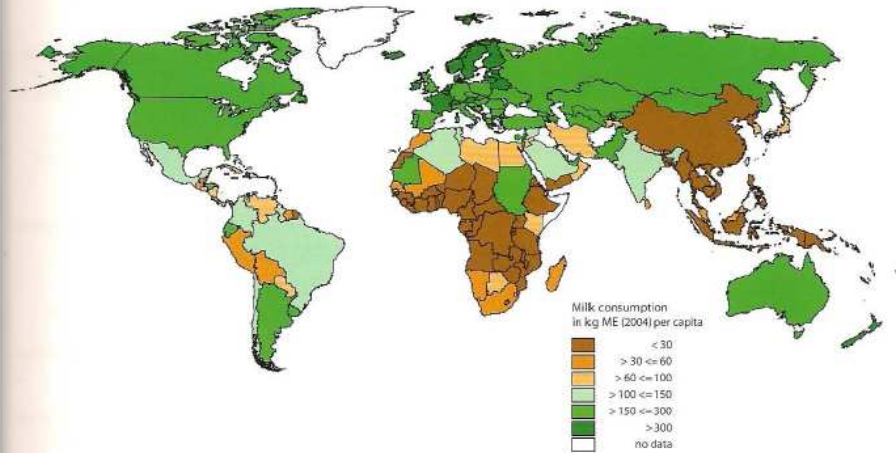 Milk consumption
in kg ME (2004) per capita
< 30
> 30 <= 60
> 60 <= 100
> 100 <= 150
> 150 <= 300
> 300
no data